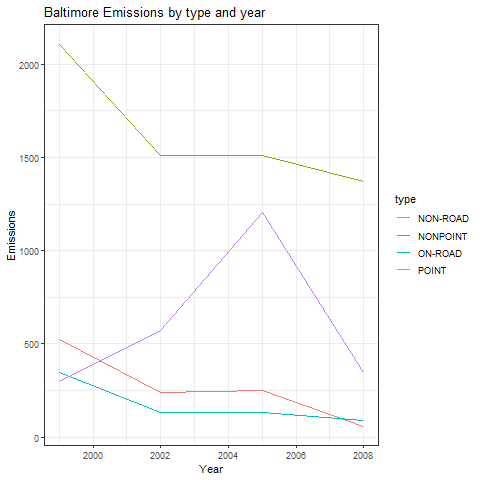 Baltimore Emissions by type and year
2000
1500
1000
500
0
Emissions
2000
2002
2004
2006
2008
Year
type
NON-ROAD
NONPOINT
ON-ROAD
POINT